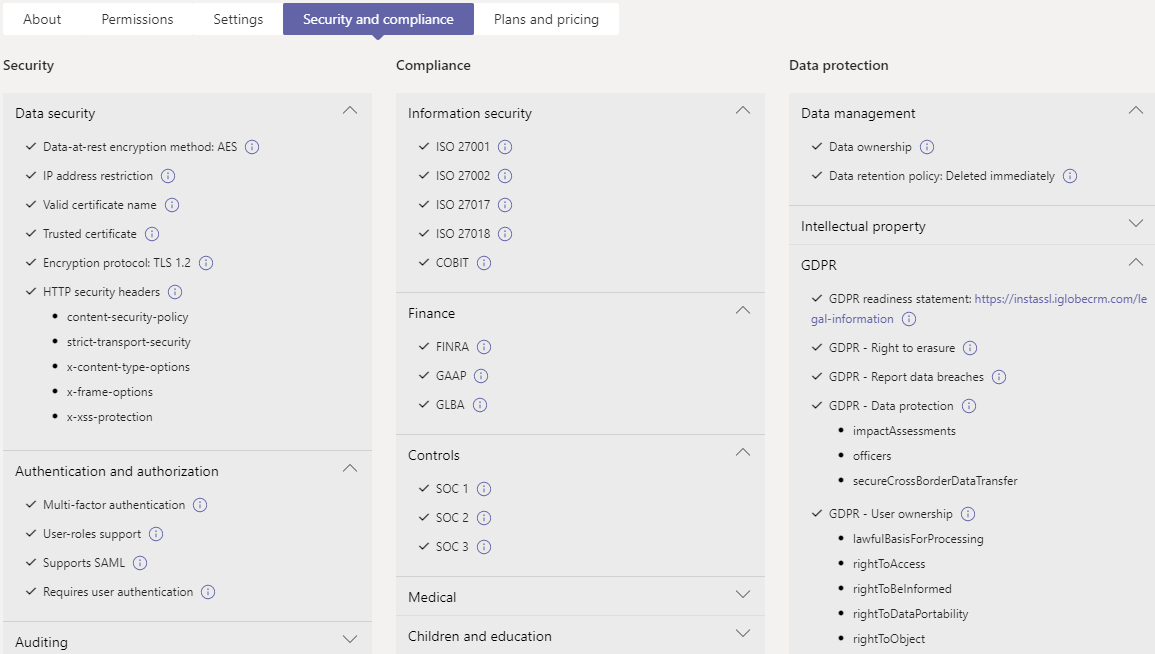 About
Permissions
Settings
Security and compliance
Plans and pricing
Security
Data security
Data-at-rest encryption method: AES
IP address restriction
Valid certificate name
Trusted certificate
Encryption protocol: TLS 1.2
HTTP security headers
content-security-policy
strict-transport-security
x-content-type-options
x-frame-options
x-xss-protection
Authentication and authorization
Multi-factor authentication
User-roles support
Supports SAML
Requires user authentication
Auditing
Compliance
Information security
ISO 27001
ISO 27002
ISO 27017
ISO 27018
COBIT
Finance
FINRA
GAAP
GLBA
Controls
SOC 1
SOC 2
SOC 3
Medical
Children and education
Data protection
Data management
Data ownership
Data retention policy: Deleted immediately
Intellectual property
GDPR
GDPR readiness statement: https://instassl.iglobecrm.com/le
gal-information
GDPR - Right to erasure
GDPR - Report data breaches
GDPR - Data protection
impactAssessments
officers
secureCrossBorderDataTransfer
GDPR - User ownership
lawfulBasisForProcessing
rightToAccess
rightToBeInformed
rightToDataPortability
rightToObject